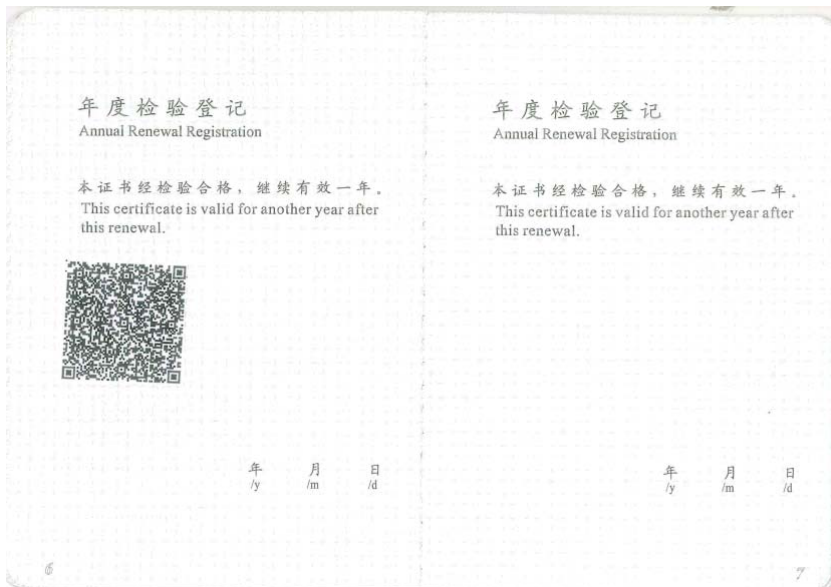 年度检验登记
Annual Renewal Registration
本证书经检验合格，继续有效一年。
This certificate is valid for another year after
this renewal.
年 月 日
/y /m /d
6
年度检验登记
Annual Renewal Registration
本证书经检验合格，继续有效一年。
This certificate is valid for another year after
this renewal.
年 月 日
/y /m /d
7